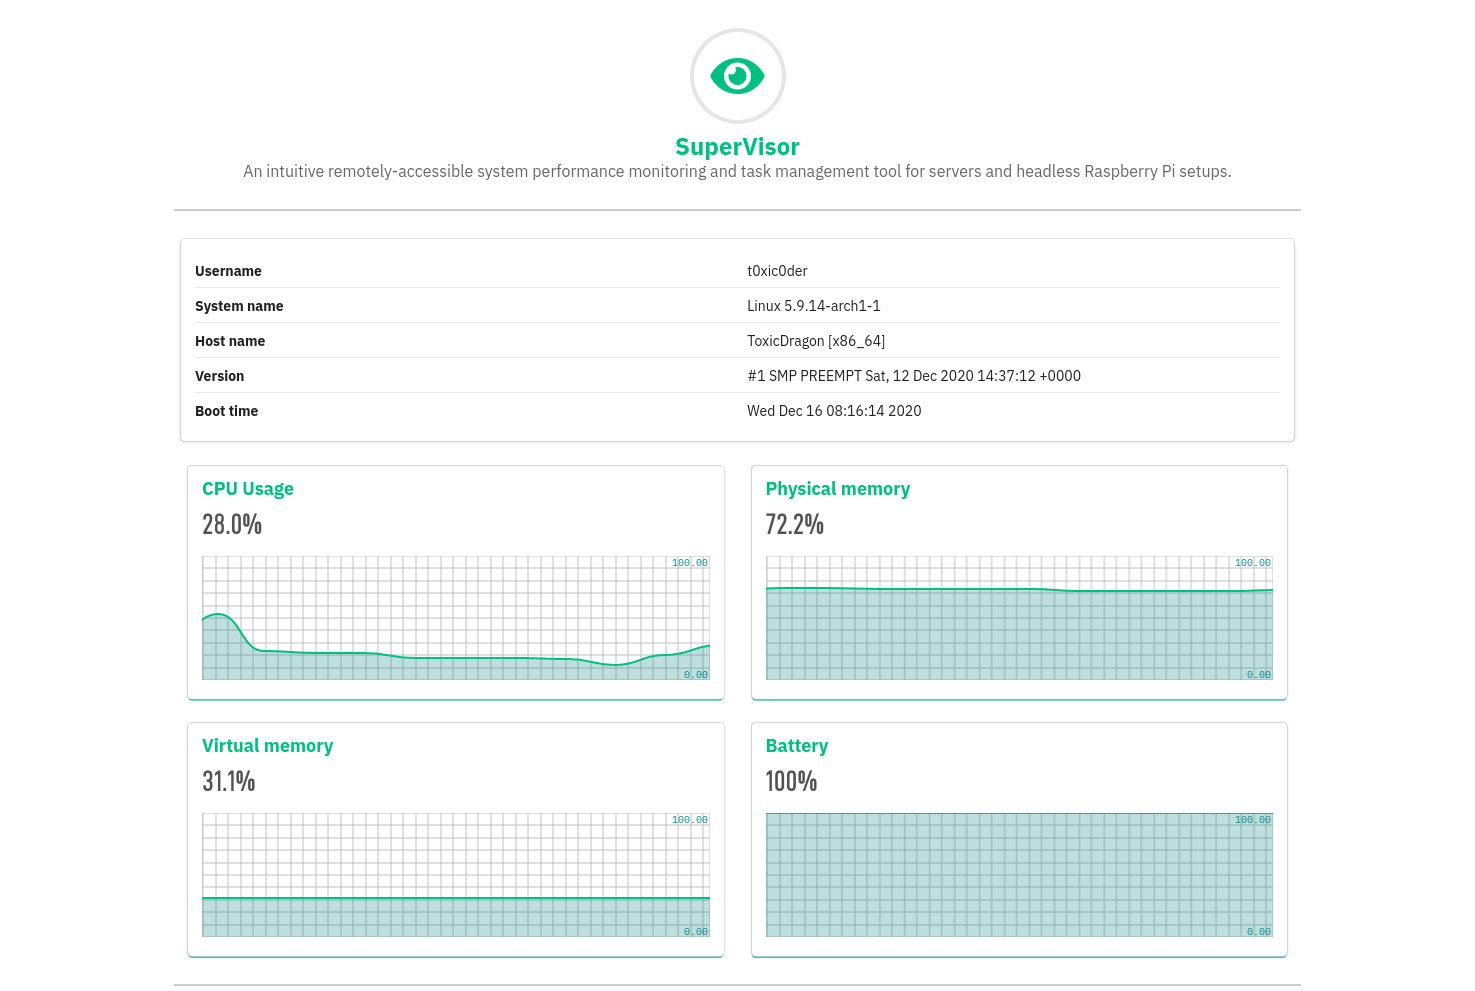 SuperVisor
An intuitive remotely-accessible system performance monitoring and task management tool for servers and headless Raspberry Pi setups.
Username t0xic0der
System name Linux 5.9.14-arch1-1
Host name ToxicDragon [x86_64]
Version #1 SMP PREEMPT Sat, 12 Dec 2020 14:37:12 +0000
Boot time Wed Dec 16 08:16:14 2020
CPU Usage
28.0%
100.00
0.00
Physical memory
72.2%
100.00
0.00
Virtual memory
31.1%
100.00
0.00
Battery
100%
100.00
0.00